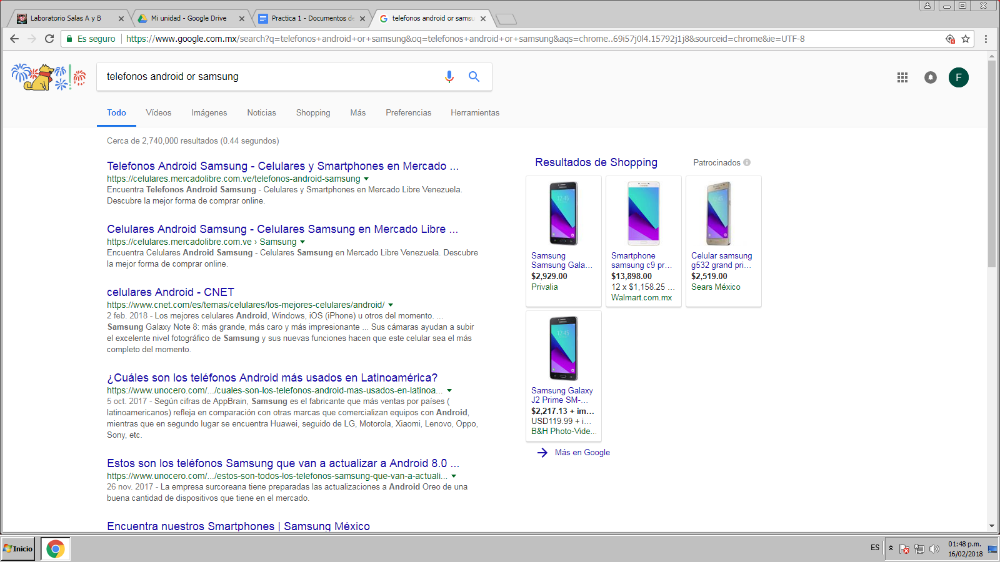 Laboratorio Salas A y B
Mi unidad - Google Drive
Practica 1 - Documentos de
telefonos android or samsu
Es seguro
https://www.google.com.mx/search?q=telefonos+android+or+samsung&oq=telefonos+android+or+samsung&aqs=chrome..69i57j0l4.15792j1j8&sourceid=chrome&ie=UTF-8
telefonos android or samsung
F
Todo
Vídeos
Imágenes
Noticias
Shopping
Más
Preferencias
Herramientas
Cerca de 2,740,000 resultados (0.44 segundos)
Telefonos Android Samsung - Celulares y Smartphones en Mercado ...
https://celulares.mercadolibre.com.ve/telefonos-android-samsung
Encuentra Telefonos Android Samsung - Celulares y Smartphones en Mercado Libre Venezuela.
Descubre la mejor forma de comprar online.
Celulares Android Samsung - Celulares Samsung en Mercado Libre ...
https://celulares.mercadolibre.com.ve › Samsung
Encuentra Celulares Android Samsung - Celulares Samsung en Mercado Libre Venezuela. Descubre
la mejor forma de comprar online.
celulares Android - CNET
https://www.cnet.com/es/temas/celulares/los-mejores-celulares/android/
2 feb. 2018 - Los mejores celulares Android, Windows, iOS (iPhone) u otros del momento. ...
Samsung Galaxy Note 8: más grande, más caro y más impresionante ... Sus cámaras ayudan a subir
el excelente nivel fotográfico de Samsung y sus nuevas funciones hacen que este celular sea el más
completo del momento.
¿Cuáles son los teléfonos Android más usados en Latinoamérica?
https://www.unocero.com/.../cuales-son-los-telefonos-android-mas-usados-en-latinoa...
5 oct. 2017 - Según cifras de AppBrain, Samsung es el fabricante que más ventas por países (
latinoamericanos) refleja en comparación con otras marcas que comercializan equipos con Android,
mientras que en segundo lugar se encuentra Huawei, seguido de LG, Motorola, Xiaomi, Lenovo, Oppo,
Sony, etc.
Estos son los teléfonos Samsung que van a actualizar a Android 8.0 ...
https://www.unocero.com/.../estos-son-todos-los-telefonos-samsung-que-van-a-actuali...
26 nov. 2017 - La empresa surcoreana tiene preparadas las actualizaciones a Android Oreo de una
buena cantidad de dispositivos que tiene en el mercado.
Encuentra nuestros Smartphones | Samsung México
Resultados de Shopping
Patrocinados
Samsung
Samsung Gala...
$2,929.00
Privalia
Smartphone
samsung c9 pr...
$13,898.00
12 x $1,158.25 ...
Walmart.com.mx
Celular samsung
g532 grand pri...
$2,519.00
Sears México
Samsung Galaxy
J2 Prime SM-...
$2,217.13 + im...
USD119.99 + i...
B&H Photo-Vide...
Más en Google
Inicio
ES
01:48 p.m.
16/02/2018